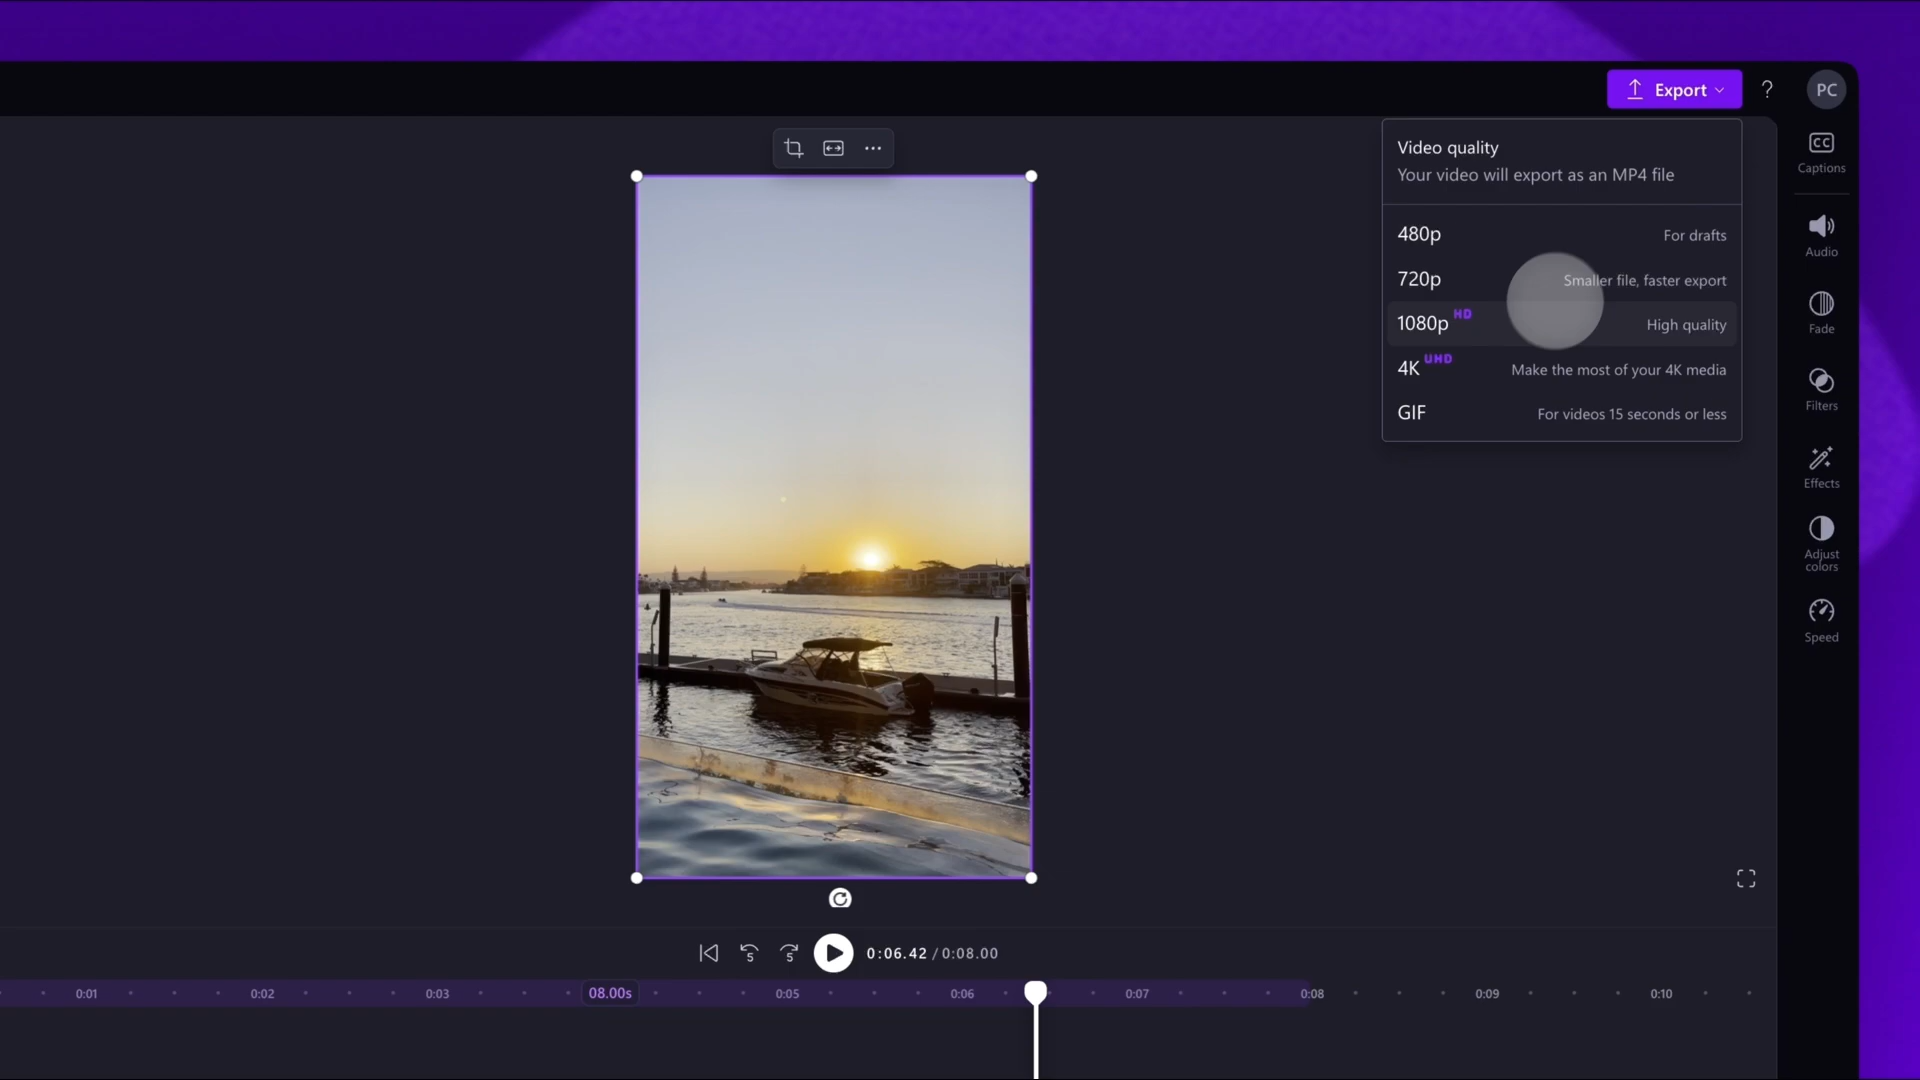 Export
?
PC
Video quality
Your video will export as an MP4 file
480p For drafts
720p Smaller file, faster export
1080p HD High quality
4K UHD Make the most of your 4K media
GIF For videos 15 seconds or less
CC
Captions
Audio
Fade
Filters
Effects
Adjust
colors
Speed
5
5
0:06.42 / 0:08.00
0:01 0:02 0:03 08.00s 0:05 0:06 0:07 0:08 0:09 0:10